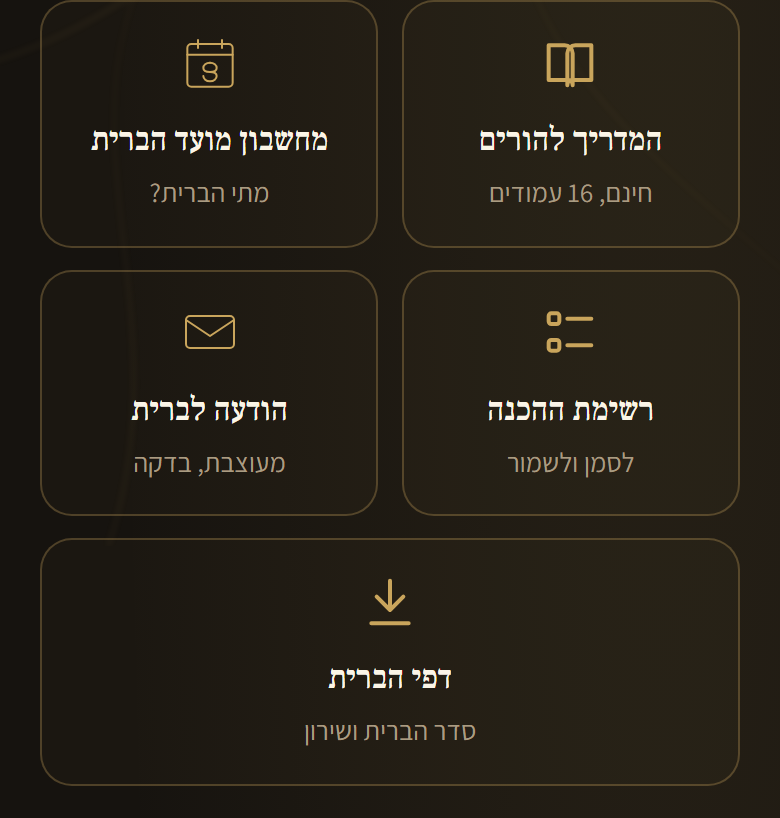 המדריך להורים
חינם, 16 עמודים
מחשבון מועד הברית
מתי הברית?
רשימת ההכנה
לסמן ולשמור
הודעה לברית
מעוצבת, בדקה
דפי הברית
סדר הברית ושירון